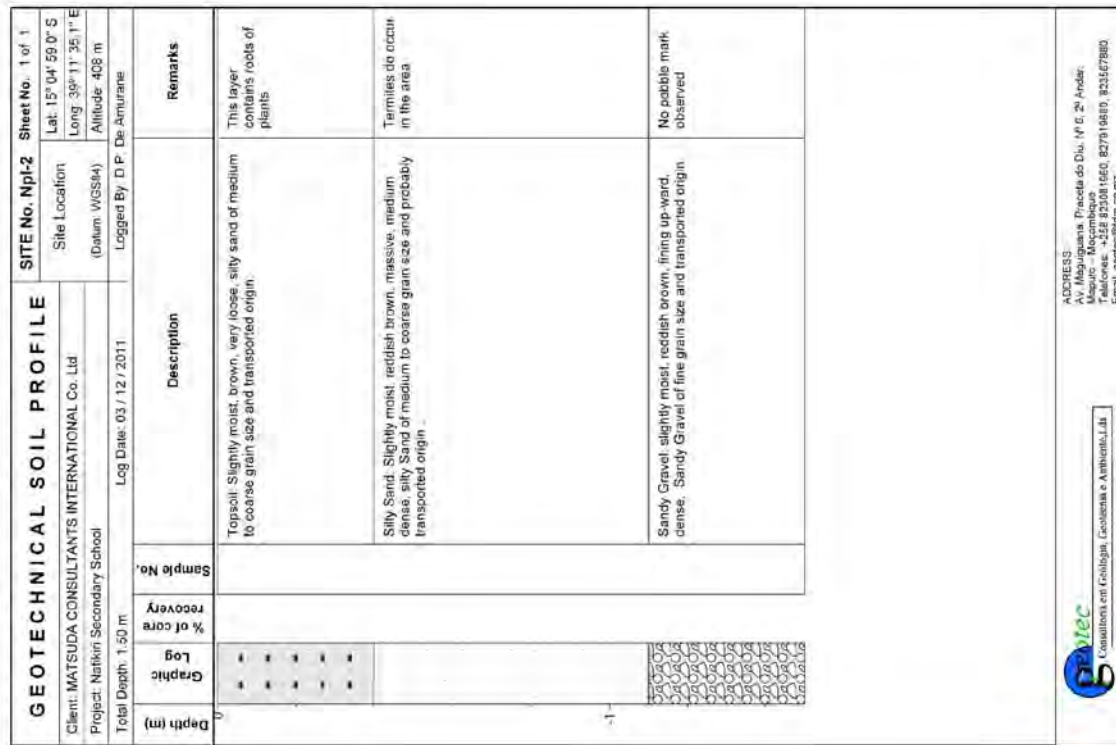 GEOTECHNICAL SOIL PROFILE
SITE No. Npl-2 Sheet No. 1 of 1
Client: MATSUDA CONSULTANTS INTERNATIONAL Co. Ltd
Site Location
Lat: 15° 04' 59.0" S
Long: 39° 11' 35.1" E
Project: Natikiri Secondary School
(Datum: WGS84)
Altitude: 408 m
Total Depth: 1.50 m
Log Date: 03 / 12 / 2011
Logged By: D.P. De Amurane
Depth (m)
Graphic
Log
% of core
recovery
Sample No.
Description
Remarks
0
Topsoil: Slightly moist, brown, very loose, silty sand of medium
to coarse grain size and transported origin.
This layer
contains roots of
plants
Silty Sand: Slightly moist, reddish brown, massive, medium
dense, silty Sand of medium to coarse grain size and probably
transported origin
Termites do occur
in the area
-1
Sandy Gravel: slightly moist, reddish brown, fining up-ward,
dense. Sandy Gravel of fine grain size and transported origin
No pabble mark
observed
geotec
Consultoria em Geologia, Geotecnia e Ambiente, Lda
ADDRESS:
Av. Maguiguana, Praceta do Diu, Nº 6, 2º Andar.
Maputo – Moçambique
Telefones: +258 823081660, 827919680, 823567880